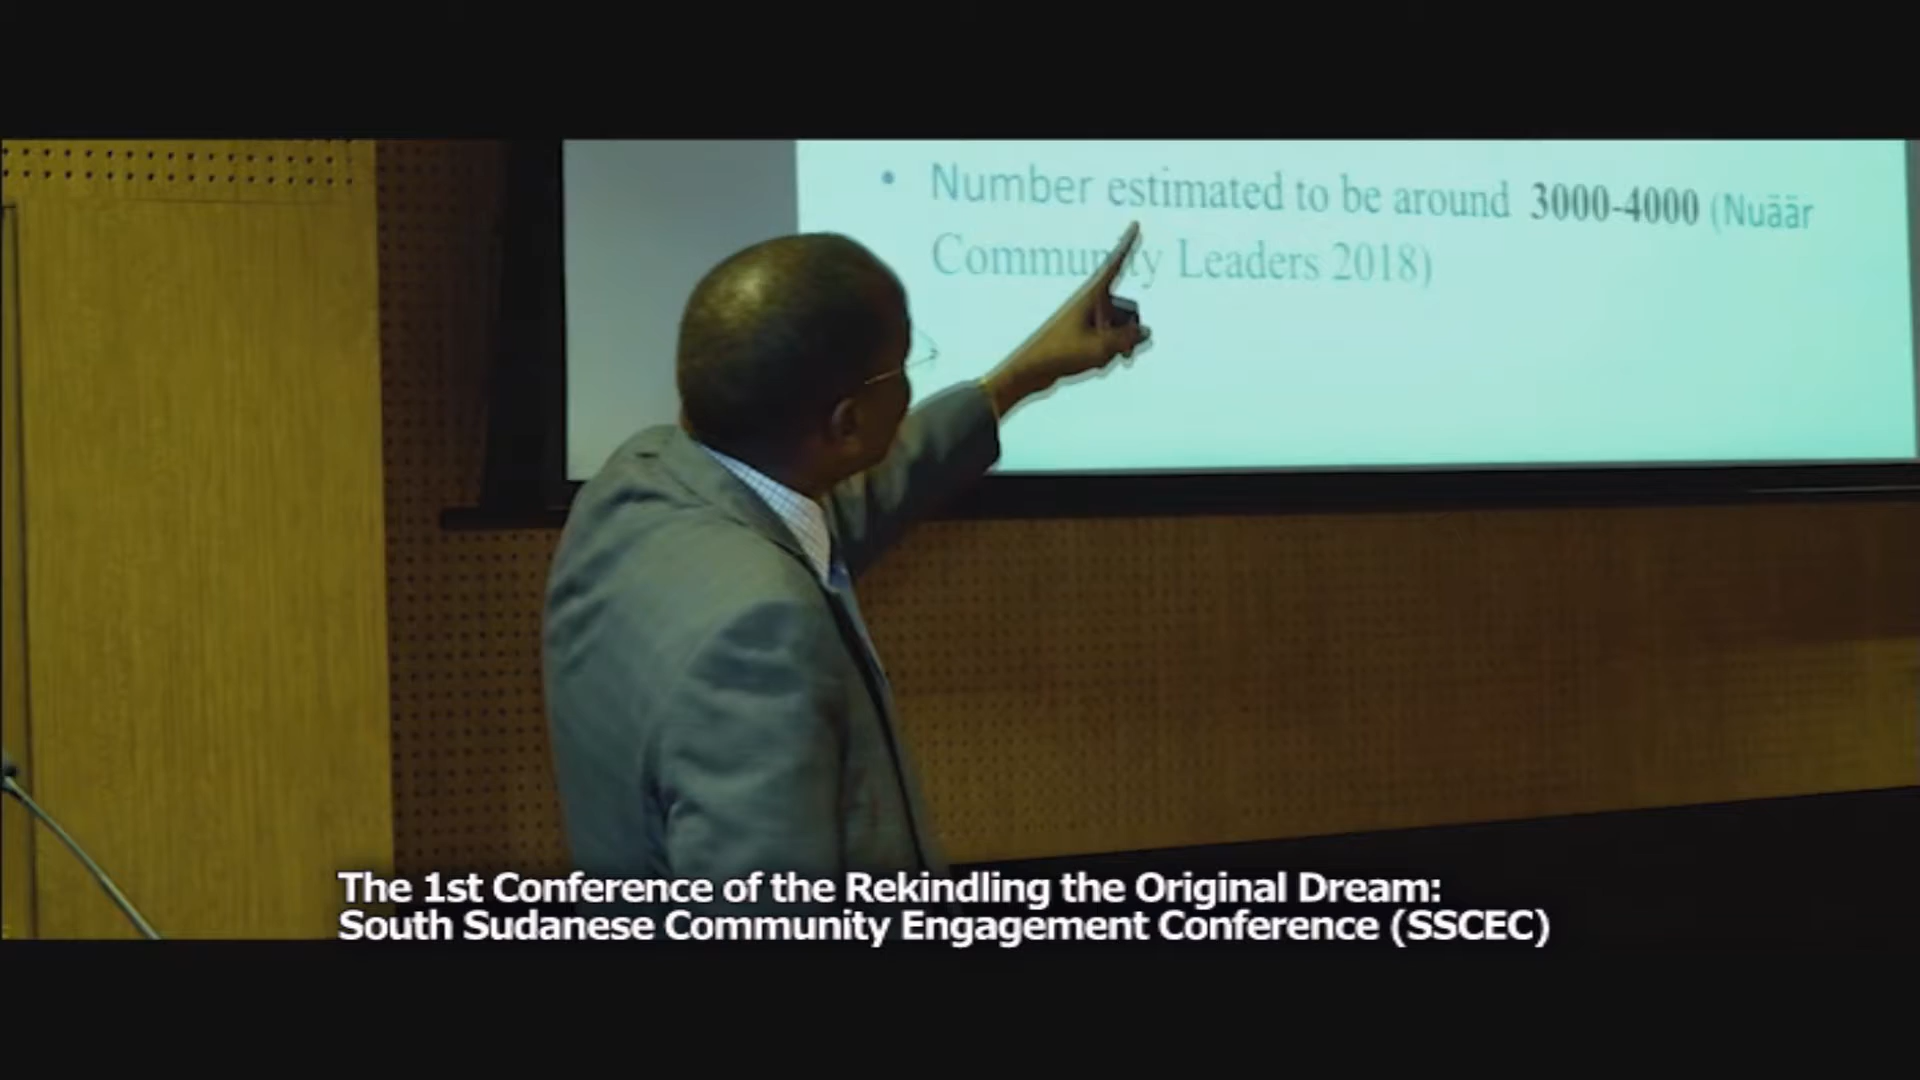 • Number estimated to be around 3000-4000 (Nuäär
Community Leaders 2018)
The 1st Conference of the Rekindling the Original Dream:
South Sudanese Community Engagement Conference (SSCEC)